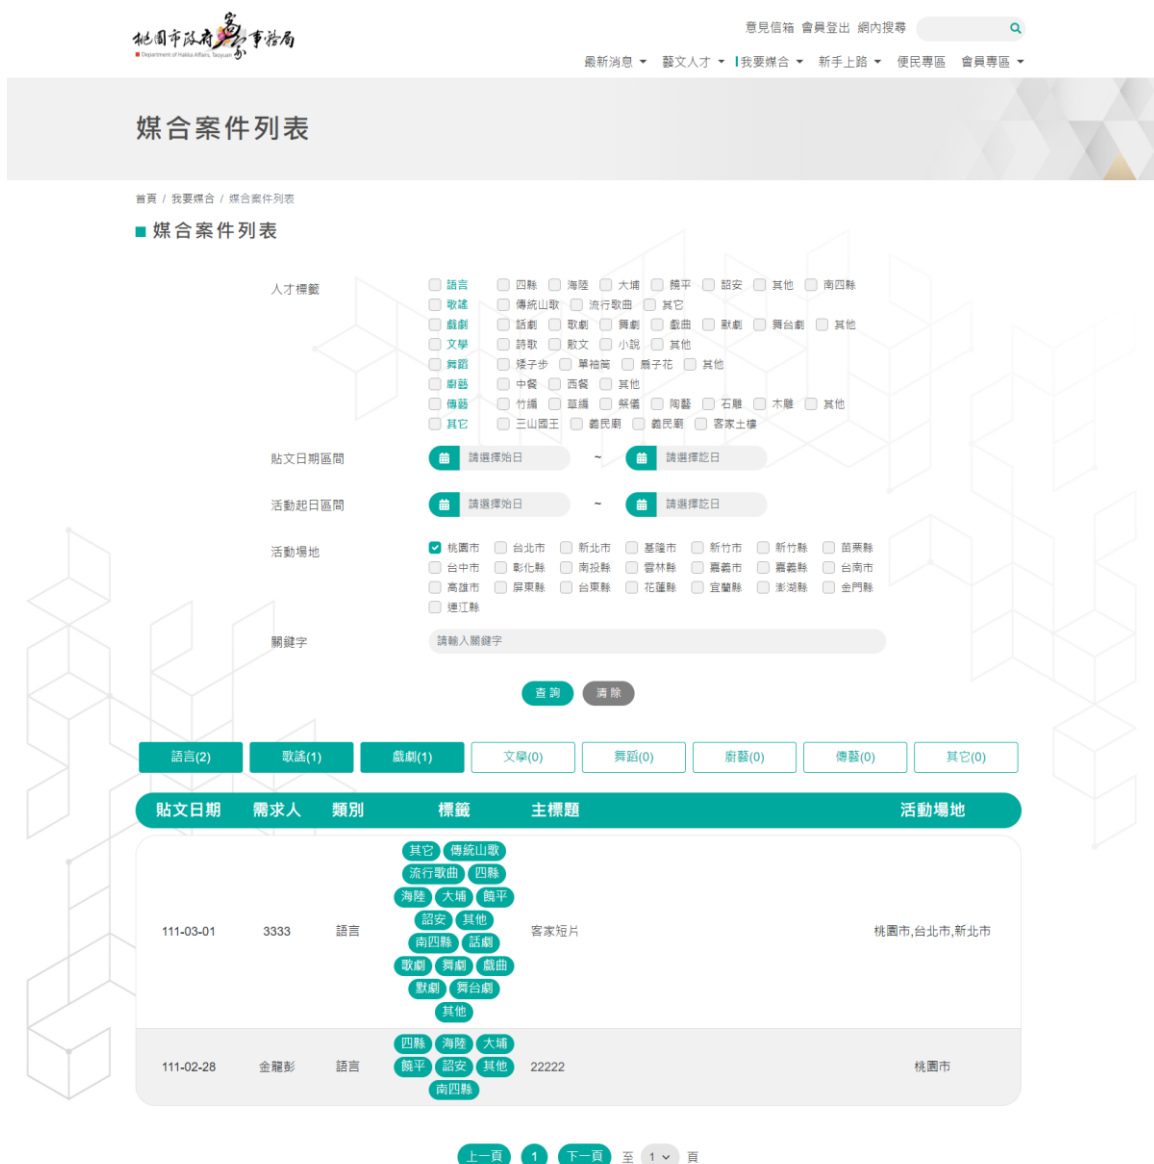 桃園市政府客家事務局
Department of Hakka Affairs, Taoyuan
意見信箱 會員登出 網內搜尋
最新消息 藝文人才 我要媒合 新手上路 便民專區 會員專區
媒合案件列表
首頁 / 我要媒合 / 媒合案件列表
媒合案件列表
人才標籤
語言 四縣 海陸 大埔 饒平 詔安 其他 南四縣
歌謠 傳統山歌 流行歌曲 其它
戲劇 話劇 歌劇 舞劇 戲曲 默劇 舞台劇 其他
文學 詩歌 散文 小說 其他
舞蹈 矮子步 單袖筒 扇子花 其他
廚藝 中餐 西餐 其他
傳藝 竹編 草編 祭儀 陶藝 石雕 木雕 其他
其它 三山國王 義民廟 義民廟 客家土樓
貼文日期區間 請選擇始日 ~ 請選擇訖日
活動起日區間 請選擇始日 ~ 請選擇訖日
活動場地
桃園市 台北市 新北市 基隆市 新竹市 新竹縣 苗栗縣
台中市 彰化縣 南投縣 雲林縣 嘉義市 嘉義縣 台南市
高雄市 屏東縣 台東縣 花蓮縣 宜蘭縣 澎湖縣 金門縣
連江縣
關鍵字 請輸入關鍵字
查詢 清除
語言(2) 歌謠(1) 戲劇(1) 文學(0) 舞蹈(0) 廚藝(0) 傳藝(0) 其它(0)
貼文日期 需求人 類別 標籤 主標題 活動場地
其它 傳統山歌
流行歌曲 四縣
海陸 大埔 饒平
詔安 其他
111-03-01 3333 語言 客家短片 桃園市,台北市,新北市
南四縣 話劇
歌劇 舞劇 戲曲
默劇 舞台劇
其他
四縣 海陸 大埔
111-02-28 金龍彭 語言 饒平 詔安 其他 22222 桃園市
南四縣
上一頁 1 下一頁 至 1 頁